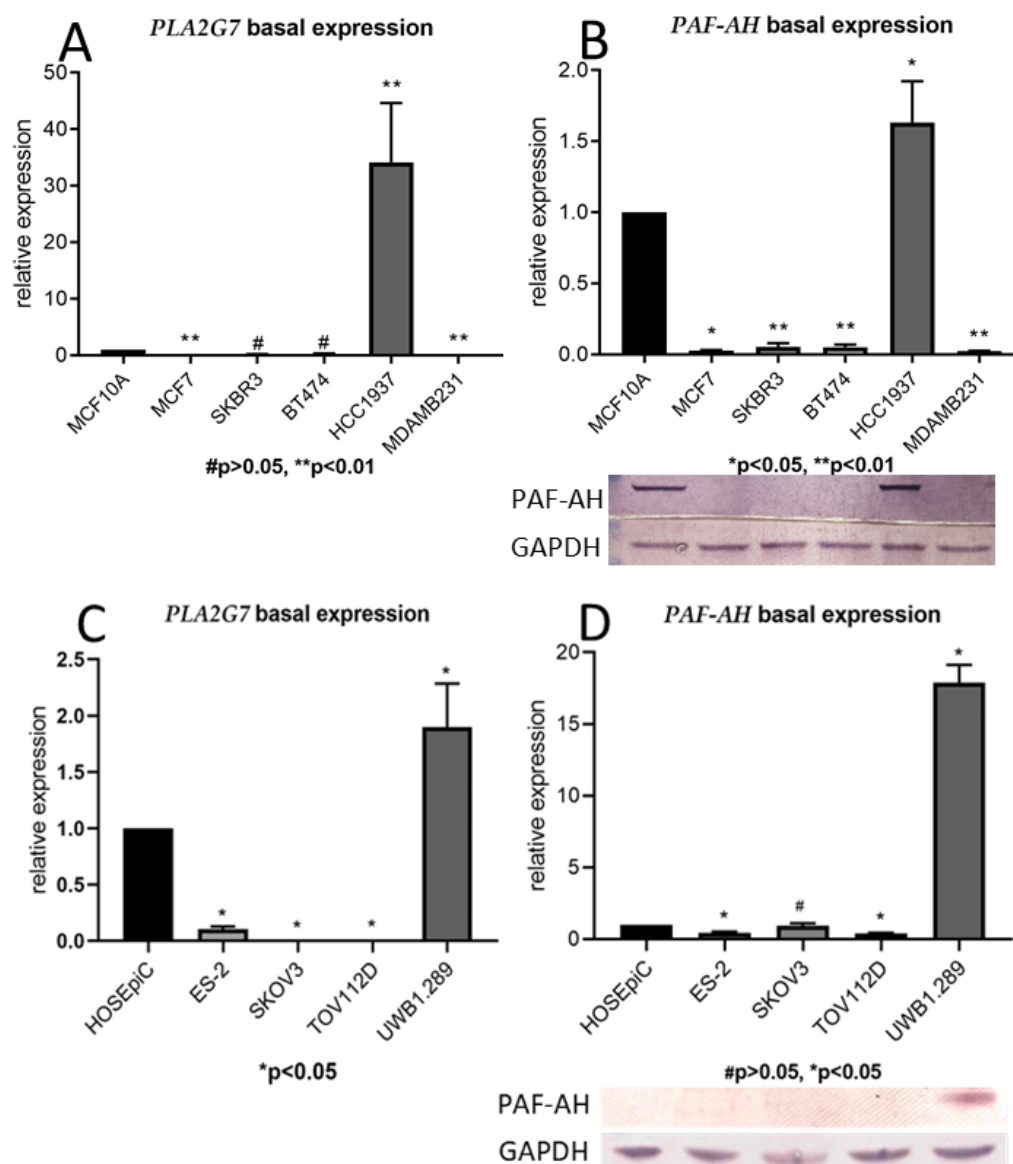 A
PLA2G7 basal expression
relative expression
50
40
30
20
10
0
**
#
#
**
**
MCF10A
MCF7
SKBR3
BT474
HCC1937
MDAMB231
#p>0.05, **p<0.01
B
PAF-AH basal expression
relative expression
2.0
1.5
1.0
0.5
0.0
*
**
**
*
**
MCF10A
MCF7
SKBR3
BT474
HCC1937
MDAMB231
*p<0.05, **p<0.01
PAF-AH
GAPDH
C
PLA2G7 basal expression
relative expression
2.5
2.0
1.5
1.0
0.5
0.0
*
*
*
*
HOSEpiC
ES-2
SKOV3
TOV112D
UWB1.289
*p<0.05
D
PAF-AH basal expression
relative expression
20
15
10
5
0
*
#
*
*
HOSEpiC
ES-2
SKOV3
TOV112D
UWB1.289
#p>0.05, *p<0.05
PAF-AH
GAPDH